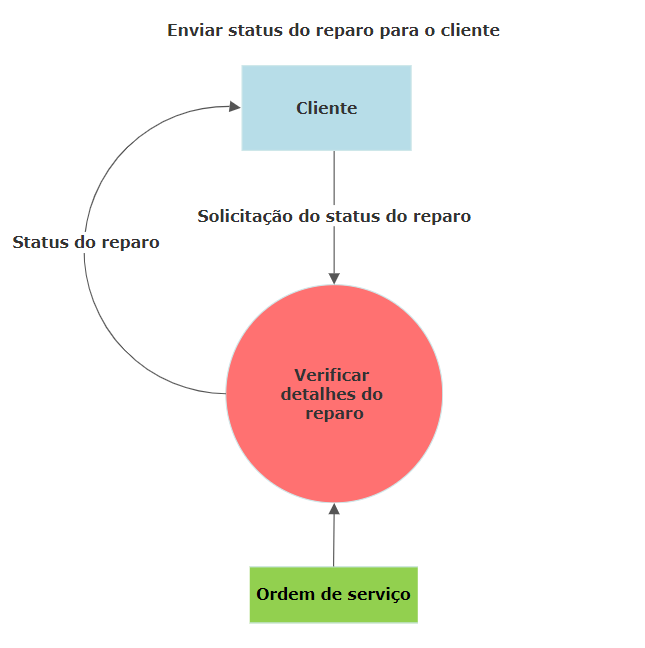 Enviar status do reparo para o cliente
Cliente
Solicitação do status do reparo
Status do reparo
Verificar
detalhes do
reparo
Ordem de serviço